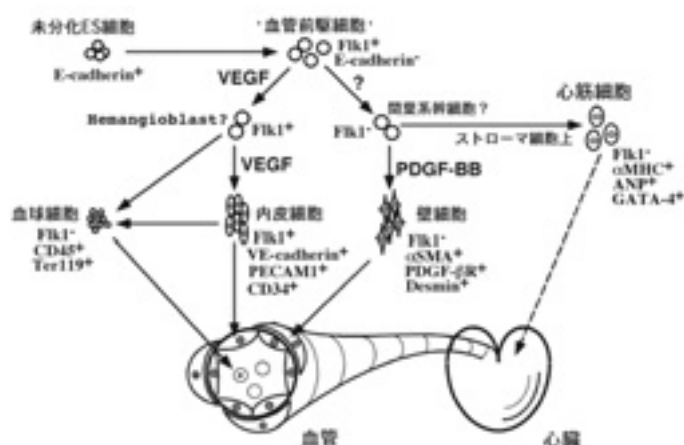 未分化ES細胞
E-cadherin⁺
血管前駆細胞
Flk1⁺
E-cadherin⁻
VEGF
?
Hemangioblast?
Flk1⁺
間葉系幹細胞?
Flk1⁻
ストローマ細胞上
心筋細胞
Flk1⁻
αMHC⁺
ANP⁺
GATA-4⁺
VEGF
PDGF-BB
血球細胞
Flk1⁻
CD45⁺
Ter119⁺
内皮細胞
Flk1⁺
VE-cadherin⁺
PECAM1⁺
CD34⁺
壁細胞
Flk1⁻
αSMA⁺
PDGF-βR⁺
Desmin⁺
血管
心臓